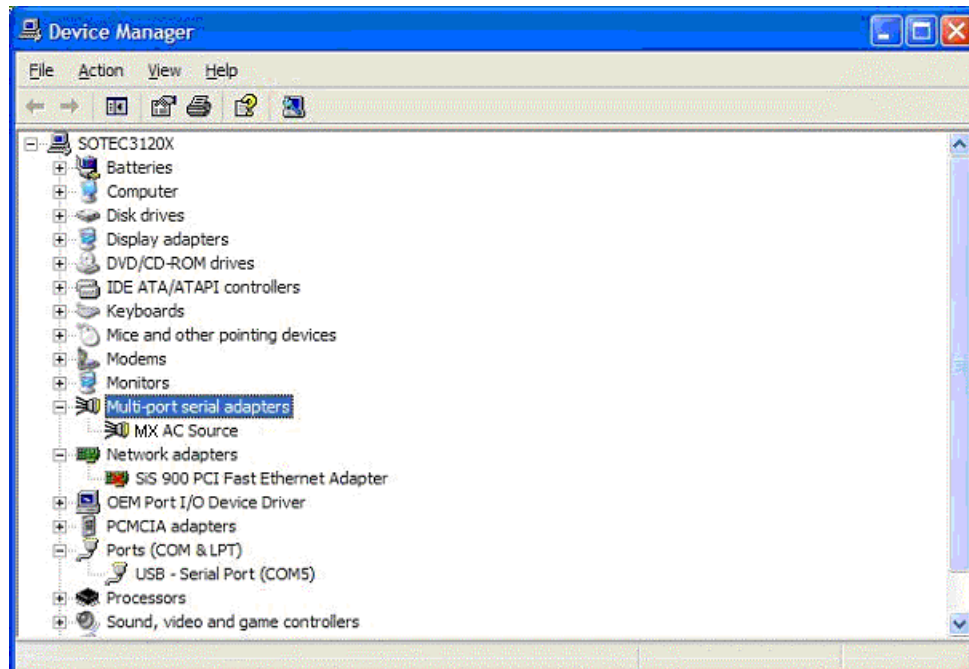 Device Manager
File Action View Help
SOTEC3120X
Batteries
Computer
Disk drives
Display adapters
DVD/CD-ROM drives
IDE ATA/ATAPI controllers
Keyboards
Mice and other pointing devices
Modems
Monitors
Multi-port serial adapters
MX AC Source
Network adapters
SiS 900 PCI Fast Ethernet Adapter
OEM Port I/O Device Driver
PCMCIA adapters
Ports (COM & LPT)
USB - Serial Port (COM5)
Processors
Sound, video and game controllers